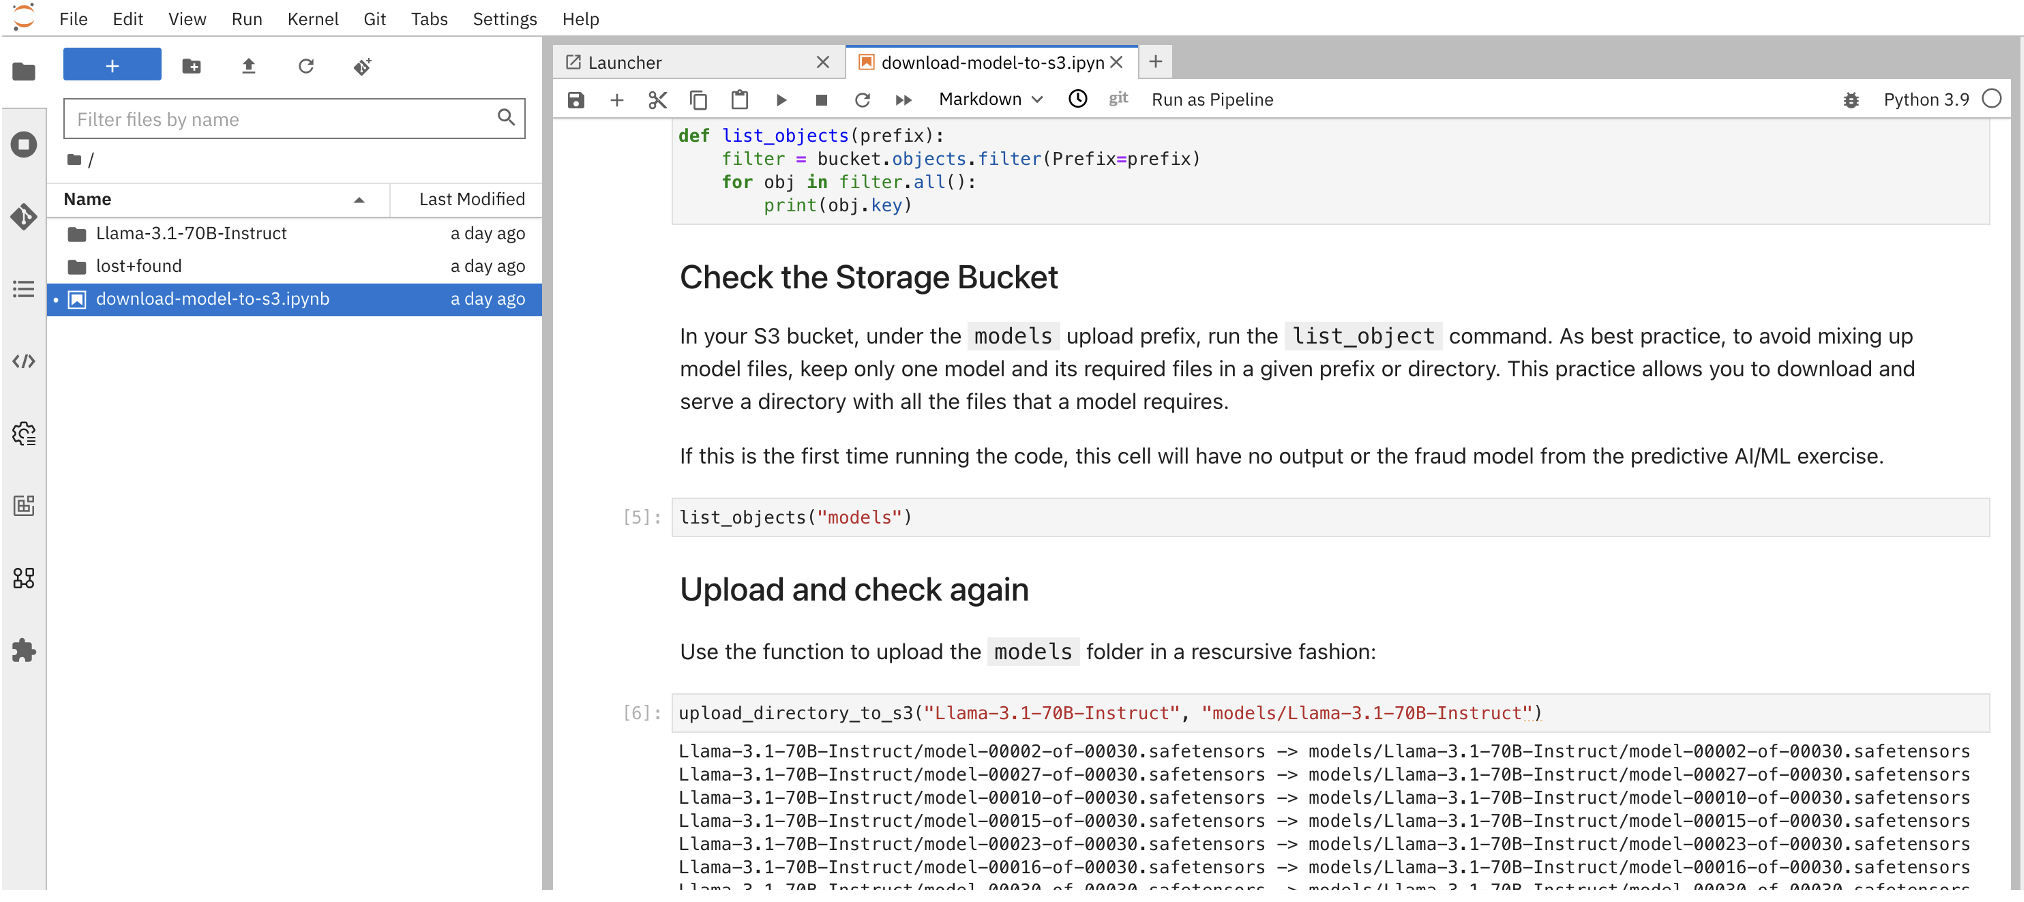 File Edit View Run Kernel Git Tabs Settings Help
Filter files by name
/
Name Last Modified
Llama-3.1-70B-Instruct a day ago
lost+found a day ago
download-model-to-s3.ipynb a day ago
Launcher
download-model-to-s3.ipyn
Markdown git Run as Pipeline Python 3.9
def list_objects(prefix):
    filter = bucket.objects.filter(Prefix=prefix)
    for obj in filter.all():
        print(obj.key)
Check the Storage Bucket
In your S3 bucket, under the models upload prefix, run the list_object command. As best practice, to avoid mixing up
model files, keep only one model and its required files in a given prefix or directory. This practice allows you to download and
serve a directory with all the files that a model requires.
If this is the first time running the code, this cell will have no output or the fraud model from the predictive AI/ML exercise.
[5]: list_objects("models")
Upload and check again
Use the function to upload the models folder in a rescursive fashion:
[6]: upload_directory_to_s3("Llama-3.1-70B-Instruct", "models/Llama-3.1-70B-Instruct")
Llama-3.1-70B-Instruct/model-00002-of-00030.safetensors -> models/Llama-3.1-70B-Instruct/model-00002-of-00030.safetensors
Llama-3.1-70B-Instruct/model-00027-of-00030.safetensors -> models/Llama-3.1-70B-Instruct/model-00027-of-00030.safetensors
Llama-3.1-70B-Instruct/model-00010-of-00030.safetensors -> models/Llama-3.1-70B-Instruct/model-00010-of-00030.safetensors
Llama-3.1-70B-Instruct/model-00015-of-00030.safetensors -> models/Llama-3.1-70B-Instruct/model-00015-of-00030.safetensors
Llama-3.1-70B-Instruct/model-00023-of-00030.safetensors -> models/Llama-3.1-70B-Instruct/model-00023-of-00030.safetensors
Llama-3.1-70B-Instruct/model-00016-of-00030.safetensors -> models/Llama-3.1-70B-Instruct/model-00016-of-00030.safetensors